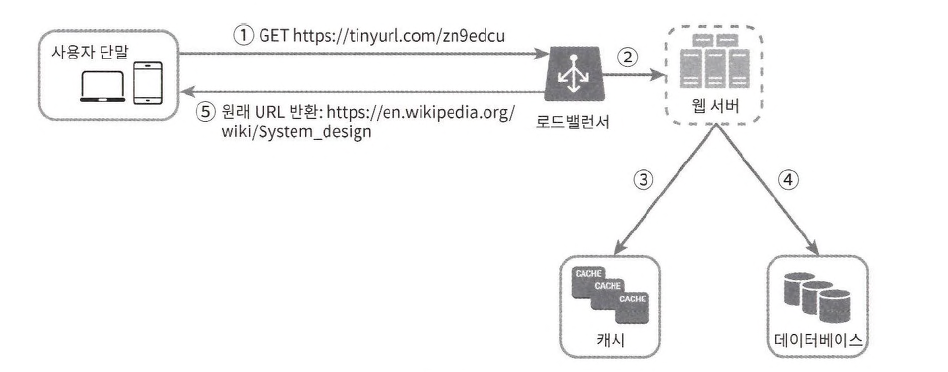 사용자 단말
① GET https://tinyurl.com/zn9edcu
②
웹 서버
로드밸런서
⑤ 원래 URL 반환: https://en.wikipedia.org/
wiki/System_design
③
④
CACHE
CACHE
CACHE
캐시
데이터베이스